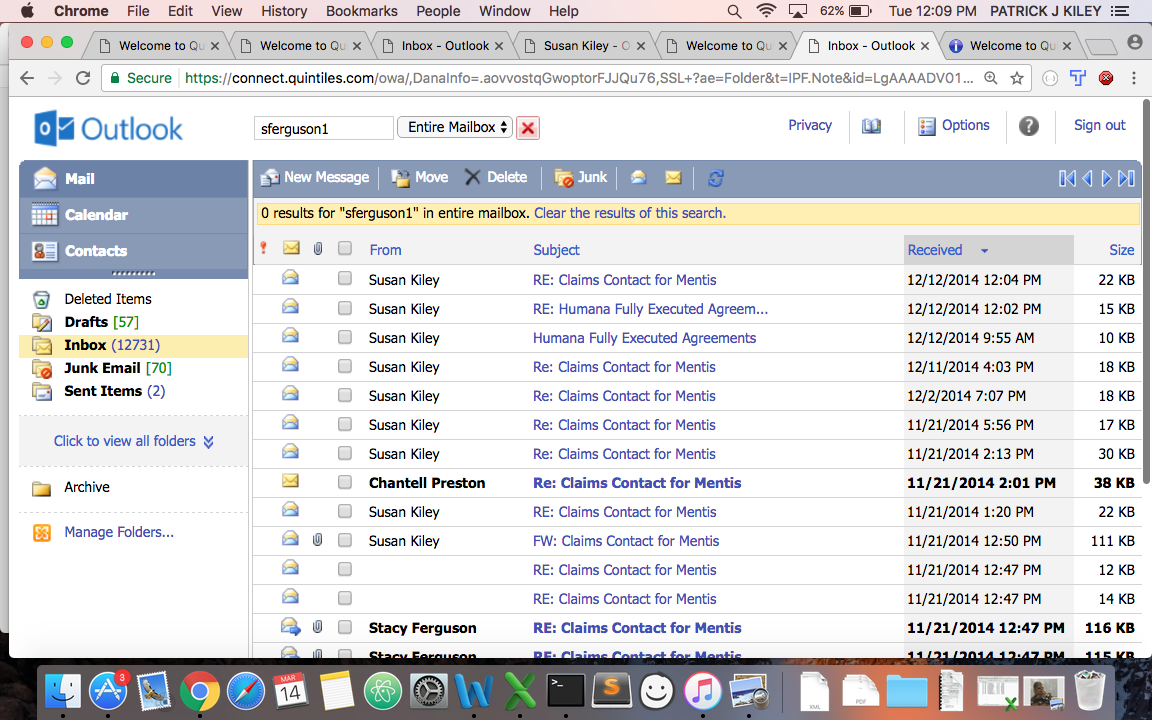 Chrome File Edit View History Bookmarks People Window Help 62% Tue 12:09 PM PATRICK J KILEY
Welcome to Qu Welcome to Qu Inbox - Outlook Susan Kiley - O Welcome to Qu Inbox - Outlook Welcome to Qu
Secure https://connect.quintiles.com/owa/,DanaInfo=.aovvostqGwoptorFJJQu76,SSL+?ae=Folder&t=IPF.Note&id=LgAAAADV01...
Outlook sferguson1 Entire Mailbox Privacy Options ? Sign out
Mail New Message Move Delete Junk
Calendar 0 results for "sferguson1" in entire mailbox. Clear the results of this search.
Contacts From Subject Received Size
Susan Kiley RE: Claims Contact for Mentis 12/12/2014 12:04 PM 22 KB
Deleted Items
Drafts [57] Susan Kiley RE: Humana Fully Executed Agreem... 12/12/2014 12:02 PM 15 KB
Inbox (12731) Susan Kiley Humana Fully Executed Agreements 12/12/2014 9:55 AM 10 KB
Junk Email [70] Susan Kiley Re: Claims Contact for Mentis 12/11/2014 4:03 PM 18 KB
Sent Items (2) Susan Kiley Re: Claims Contact for Mentis 12/2/2014 7:07 PM 18 KB
Susan Kiley Re: Claims Contact for Mentis 11/21/2014 5:56 PM 17 KB
Click to view all folders
Susan Kiley Re: Claims Contact for Mentis 11/21/2014 2:13 PM 30 KB
Archive Chantell Preston Re: Claims Contact for Mentis 11/21/2014 2:01 PM 38 KB
Susan Kiley RE: Claims Contact for Mentis 11/21/2014 1:20 PM 22 KB
Manage Folders... Susan Kiley FW: Claims Contact for Mentis 11/21/2014 12:50 PM 111 KB
RE: Claims Contact for Mentis 11/21/2014 12:47 PM 12 KB
RE: Claims Contact for Mentis 11/21/2014 12:47 PM 14 KB
Stacy Ferguson RE: Claims Contact for Mentis 11/21/2014 12:47 PM 116 KB
Stacy Ferguson RE: Claims Contact for Mentis 11/21/2014 12:47 PM 115 KB
3 MAR 14 XML PDF